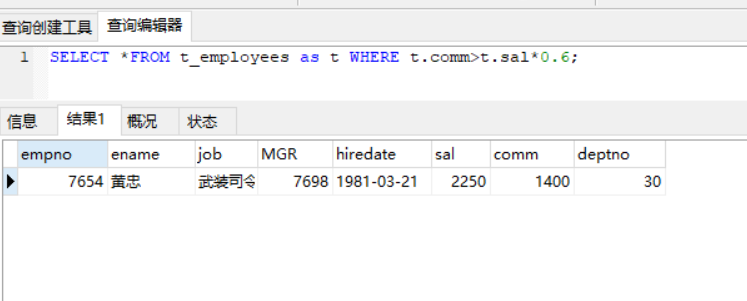 查询创建工具 查询编辑器
1 SELECT *FROM t_employees as t WHERE t.comm>t.sal*0.6;
信息 结果1 概况 状态
empno ename job MGR hiredate sal comm deptno
7654 黄忠 武装司令 7698 1981-03-21 2250 1400 30